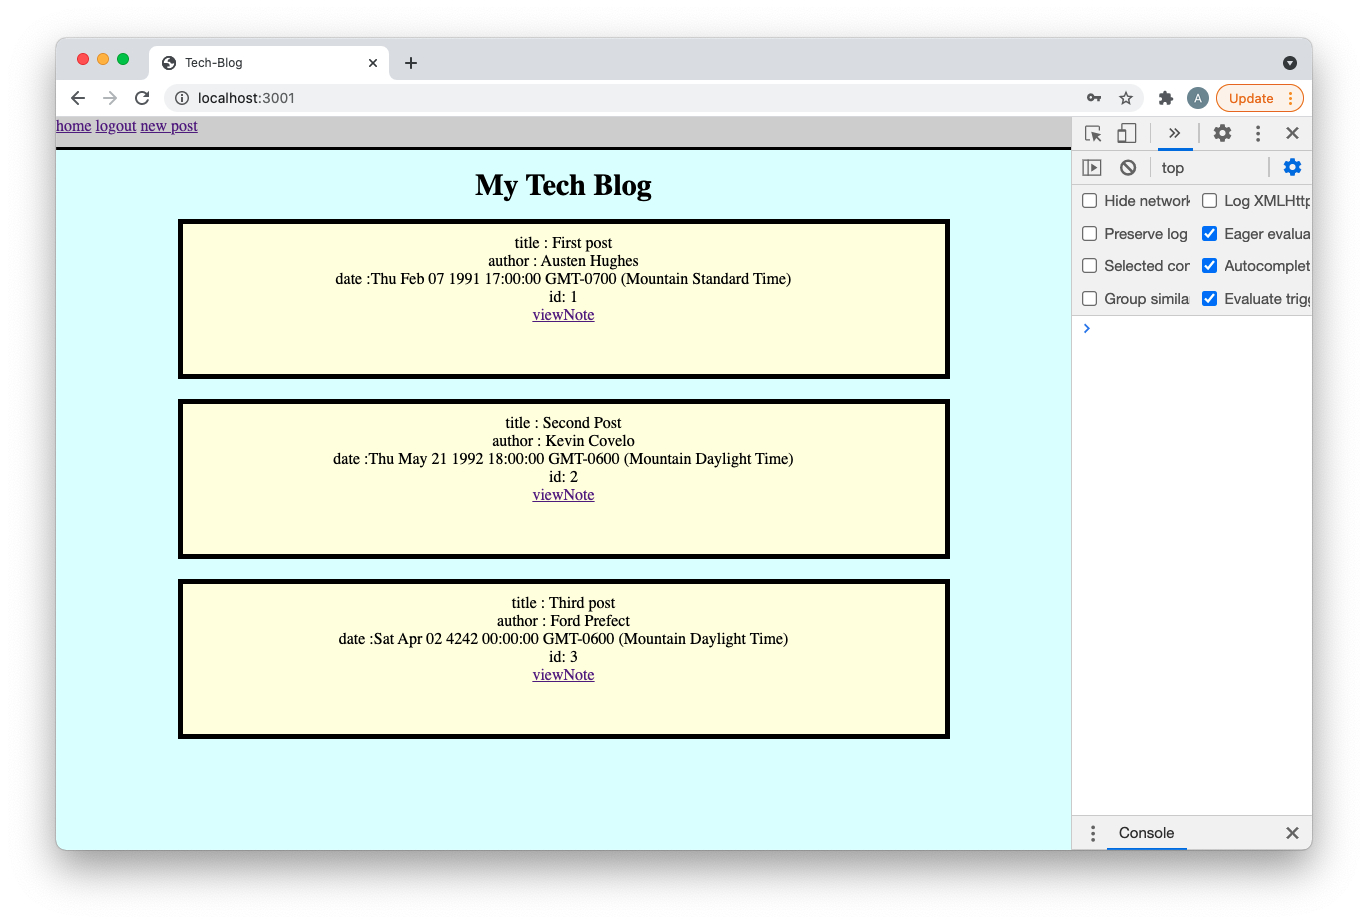 Tech-Blog
localhost:3001
A
Update
home logout new post
My Tech Blog
title : First post
author : Austen Hughes
date :Thu Feb 07 1991 17:00:00 GMT-0700 (Mountain Standard Time)
id: 1
viewNote
title : Second Post
author : Kevin Covelo
date :Thu May 21 1992 18:00:00 GMT-0600 (Mountain Daylight Time)
id: 2
viewNote
title : Third post
author : Ford Prefect
date :Sat Apr 02 4242 00:00:00 GMT-0600 (Mountain Daylight Time)
id: 3
viewNote
top
Hide network Log XMLHttp
Preserve log Eager evalua
Selected con Autocomplet
Group simila Evaluate trigg
Console